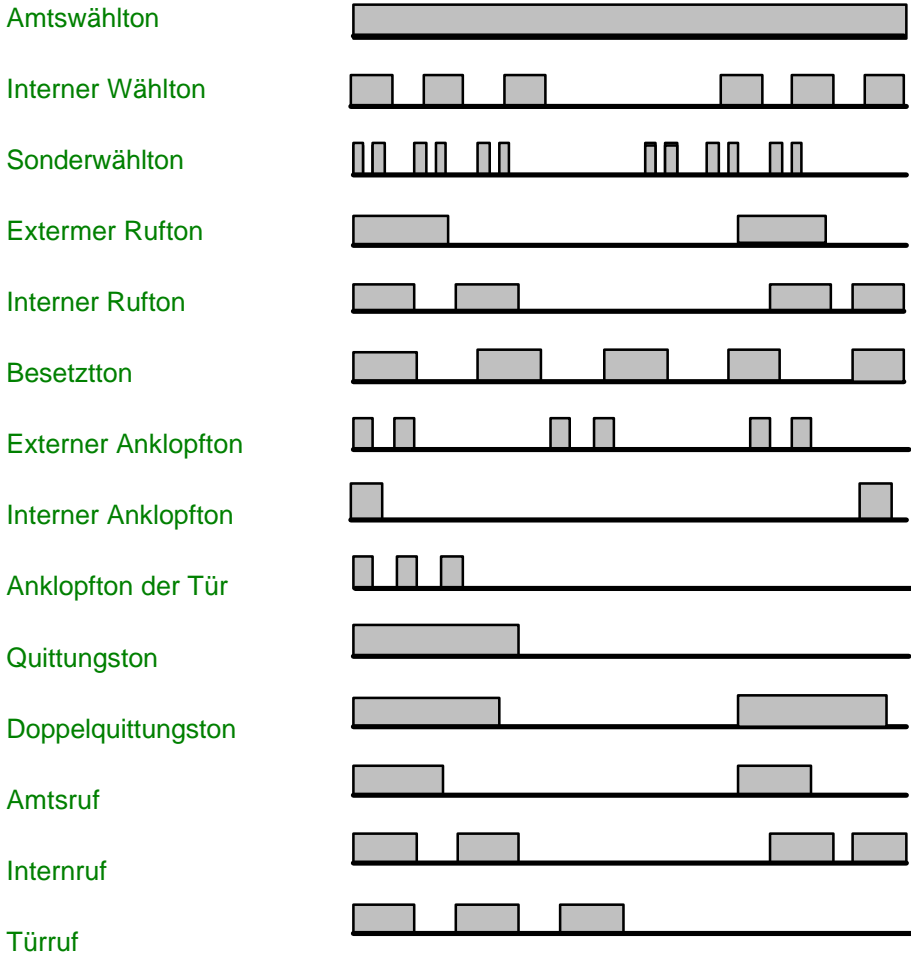 Amtswählton
Interner Wählton
Sonderwählton
Extermer Rufton
Interner Rufton
Besetztton
Externer Anklopfton
Interner Anklopfton
Anklopfton der Tür
Quittungston
Doppelquittungston
Amtsruf
Internruf
Türruf